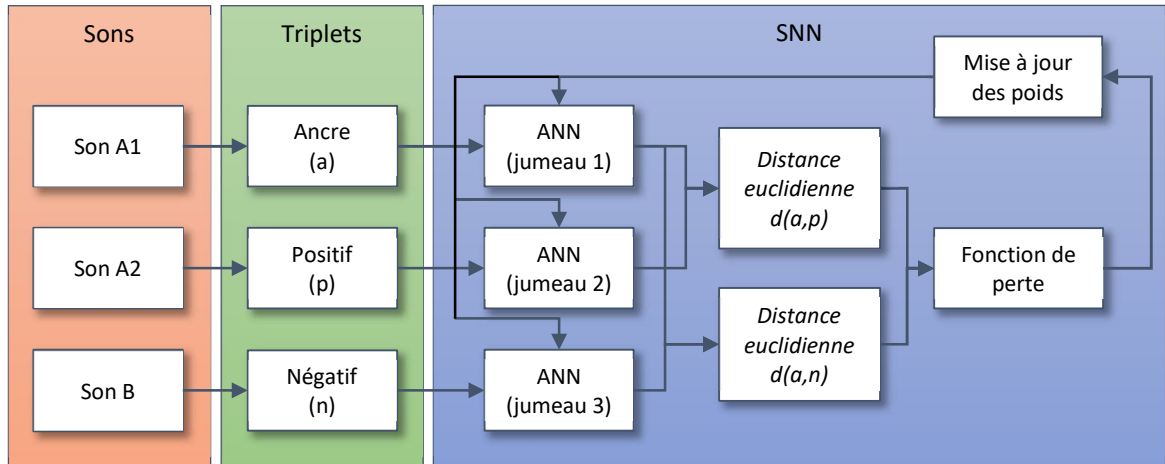 Sons
Triplets
SNN
Son A1
Ancre
(a)
ANN
(jumeau 1)
Mise à jour
des poids
Distance
euclidienne
d(a,p)
Son A2
Positif
(p)
ANN
(jumeau 2)
Fonction de
perte
Distance
euclidienne
d(a,n)
Son B
Négatif
(n)
ANN
(jumeau 3)